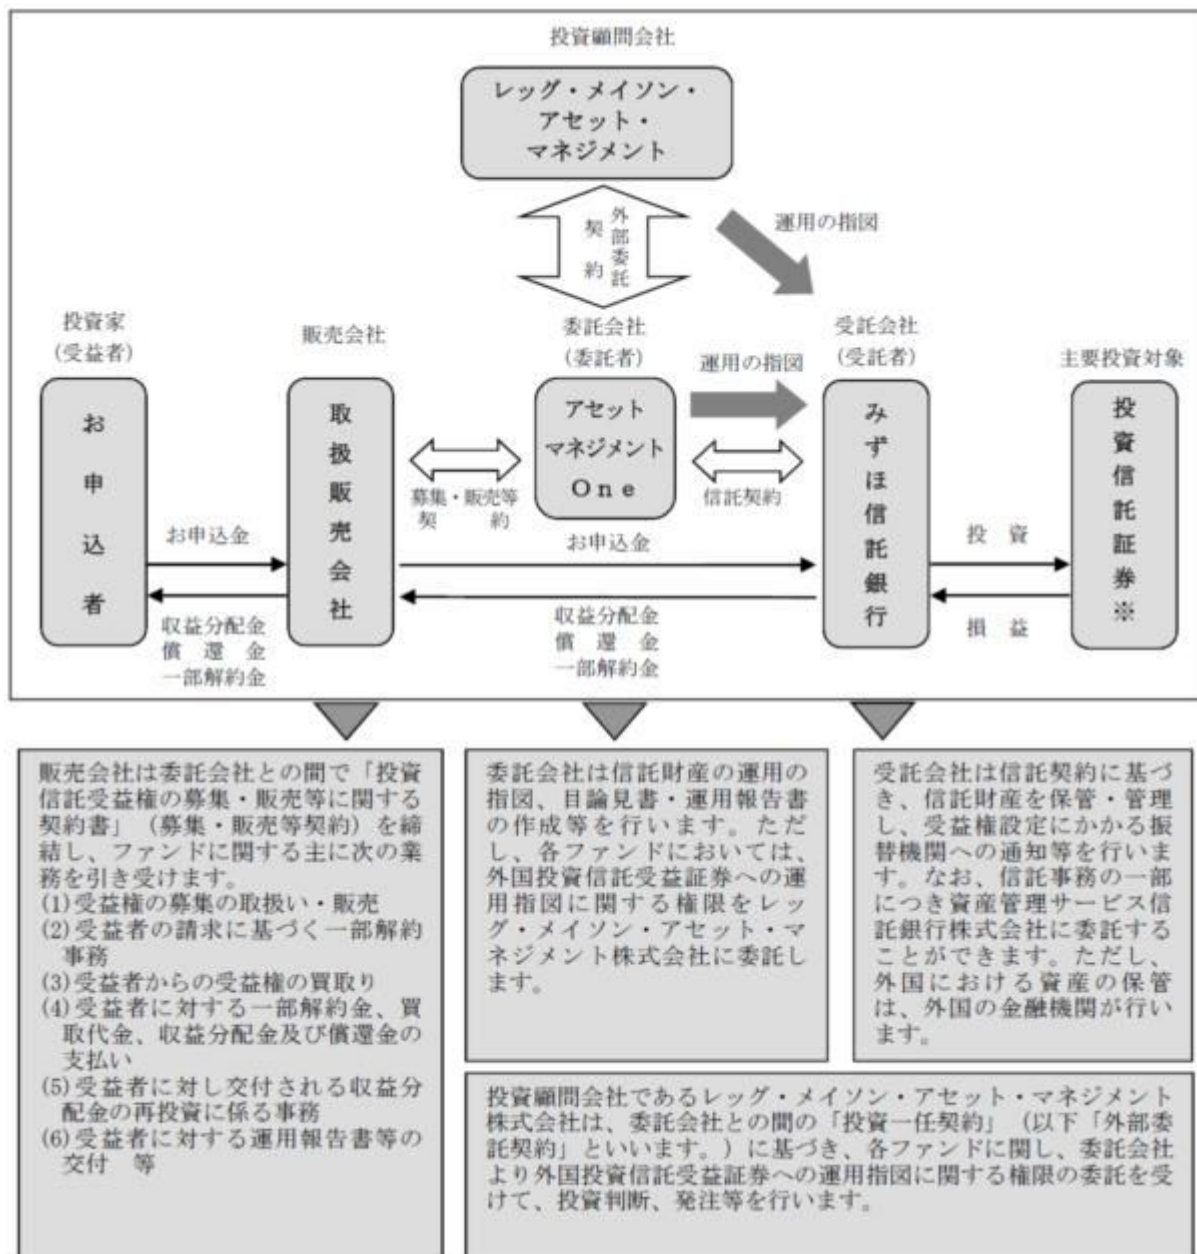 投資顧問会社
レッグ・メイソン・
アセット・
マネジメント
外部委託
契約
運用の指図
投資家
(受益者)
販売会社
委託会社
(委託者)
運用の指図
受託会社
(受託者)
主要投資対象
お申込者
取扱販売会社
アセット
マネジメント
One
みずほ信託銀行
投資信託証券※
募集・販売等
契 約
信託契約
お申込金
お申込金
投 資
収益分配金
償 還 金
一部解約金
収益分配金
償 還 金
一部解約金
損 益
販売会社は委託会社との間で「投資
信託受益権の募集・販売等に関する
契約書」(募集・販売等契約)を締
結し、ファンドに関する主に次の業
務を引き受けます。
(1)受益権の募集の取扱い・販売
(2)受益者の請求に基づく一部解約
事務
(3)受益者からの受益権の買取り
(4)受益者に対する一部解約金、買
取代金、収益分配金及び償還金の
支払い
(5)受益者に対し交付される収益分
配金の再投資に係る事務
(6)受益者に対する運用報告書等の
交付 等
委託会社は信託財産の運用の
指図、目論見書・運用報告書
の作成等を行います。ただ
し、各ファンドにおいては、
外国投資信託受益証券への運
用指図に関する権限をレッ
グ・メイソン・アセット・マ
ネジメント株式会社に委託し
ます。
受託会社は信託契約に基づ
き、信託財産を保管・管理
し、受益権設定にかかる振
替機関への通知等を行いま
す。なお、信託事務の一部
につき資産管理サービス信
託銀行株式会社に委託する
ことができます。ただし、
外国における資産の保管
は、外国の金融機関が行い
ます。
投資顧問会社であるレッグ・メイソン・アセット・マネジメント
株式会社は、委託会社との間の「投資一任契約」(以下「外部委
託契約」といいます。)に基づき、各ファンドに関し、委託会社
より外国投資信託受益証券への運用指図に関する権限の委託を受
けて、投資判断、発注等を行います。